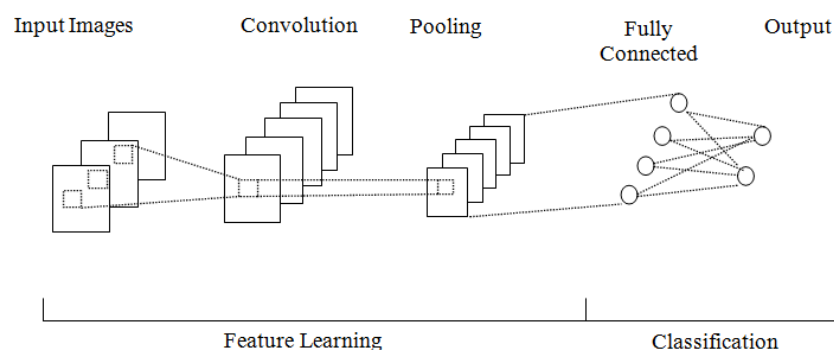 Input Images
Convolution
Pooling
Fully
Connected
Output
Feature Learning
Classification